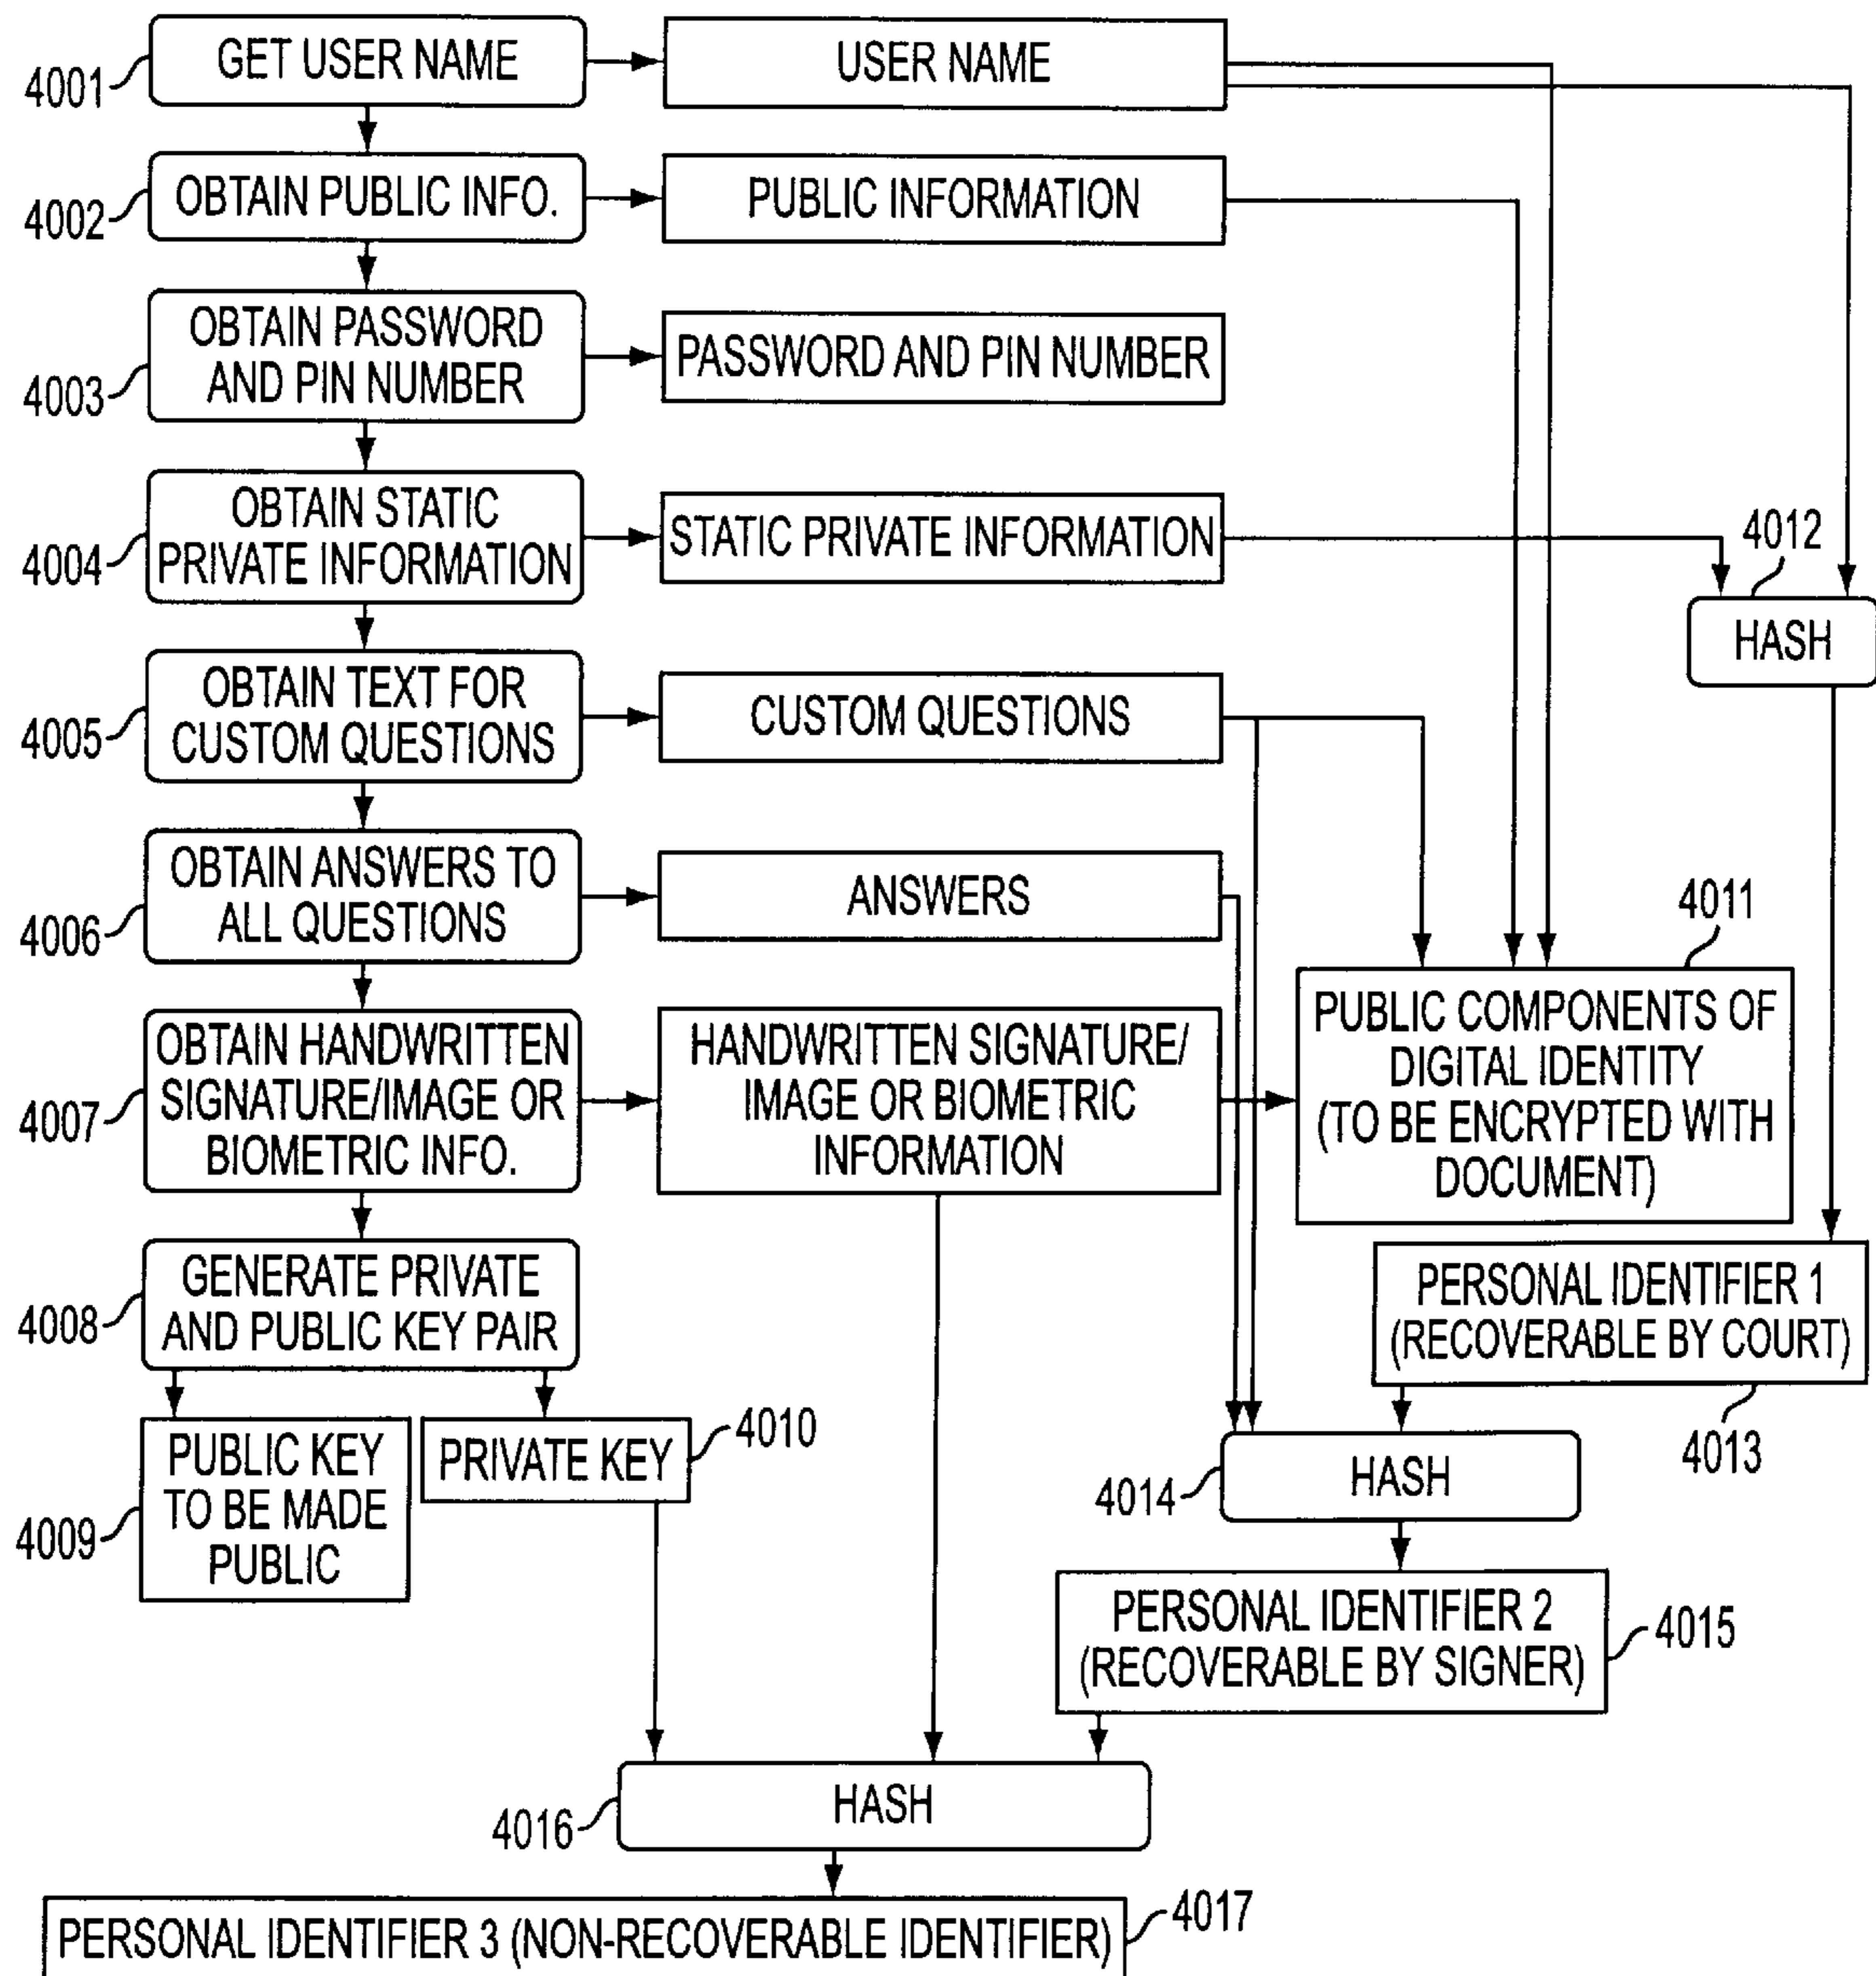 GET USER NAME
USER NAME
4001
OBTAIN PUBLIC INFO.
PUBLIC INFORMATION
4002
OBTAIN PASSWORD
AND PIN NUMBER
PASSWORD AND PIN NUMBER
4003
OBTAIN STATIC
PRIVATE INFORMATION
STATIC PRIVATE INFORMATION
4004
4012
HASH
OBTAIN TEXT FOR
CUSTOM QUESTIONS
CUSTOM QUESTIONS
4005
OBTAIN ANSWERS TO
ALL QUESTIONS
ANSWERS
4006
4011
PUBLIC COMPONENTS OF
DIGITAL IDENTITY
(TO BE ENCRYPTED WITH
DOCUMENT)
OBTAIN HANDWRITTEN
SIGNATURE/IMAGE OR
BIOMETRIC INFO.
HANDWRITTEN SIGNATURE/
IMAGE OR BIOMETRIC
INFORMATION
4007
GENERATE PRIVATE
AND PUBLIC KEY PAIR
4008
PERSONAL IDENTIFIER 1
(RECOVERABLE BY COURT)
4013
PUBLIC KEY
TO BE MADE
PUBLIC
4009
PRIVATE KEY
4010
HASH
4014
PERSONAL IDENTIFIER 2
(RECOVERABLE BY SIGNER)
4015
HASH
4016
PERSONAL IDENTIFIER 3 (NON-RECOVERABLE IDENTIFIER)
4017